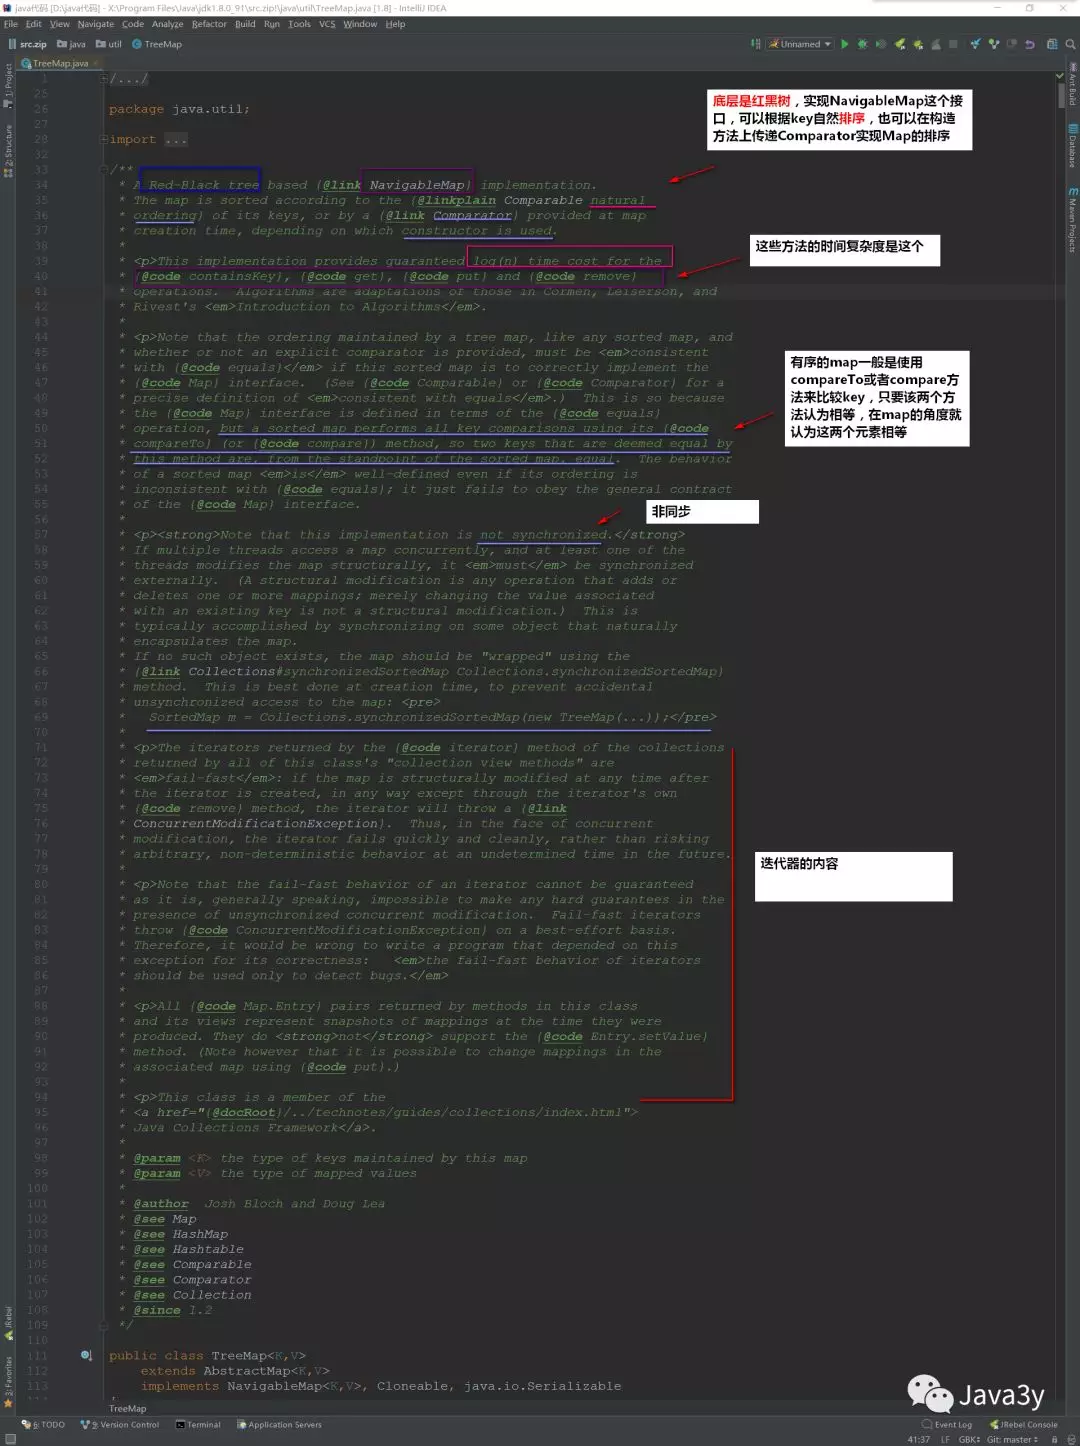 java代码 [D:\java代码] - X:\Program Files\Java\jdk1.8.0_91\src.zip!\java\util\TreeMap.java [1.8] - IntelliJ IDEA
File Edit View Navigate Code Analyze Refactor Build Run Tools VCS Window Help
src.zip java util TreeMap
Unnamed
TreeMap.java
1 /.../
25
26 package java.util;
27
28 import ...
32
33 /**
34 * A Red-Black tree based {@link NavigableMap} implementation.
35 * The map is sorted according to the {@linkplain Comparable natural
36 * ordering} of its keys, or by a {@link Comparator} provided at map
37 * creation time, depending on which constructor is used.
38 *
39 * <p>This implementation provides guaranteed log(n) time cost for the
40 * {@code containsKey}, {@code get}, {@code put} and {@code remove}
41 * operations. Algorithms are adaptations of those in Cormen, Leiserson, and
42 * Rivest's <em>Introduction to Algorithms</em>.
43 *
44 * <p>Note that the ordering maintained by a tree map, like any sorted map, and
45 * whether or not an explicit comparator is provided, must be <em>consistent
46 * with {@code equals}</em> if this sorted map is to correctly implement the
47 * {@code Map} interface. (See {@code Comparable} or {@code Comparator} for a
48 * precise definition of <em>consistent with equals</em>.) This is so because
49 * the {@code Map} interface is defined in terms of the {@code equals}
50 * operation, but a sorted map performs all key comparisons using its {@code
51 * compareTo} (or {@code compare}) method, so two keys that are deemed equal by
52 * this method are, from the standpoint of the sorted map, equal. The behavior
53 * of a sorted map <em>is</em> well-defined even if its ordering is
54 * inconsistent with {@code equals}; it just fails to obey the general contract
55 * of the {@code Map} interface.
56 *
57 * <p><strong>Note that this implementation is not synchronized.</strong>
58 * If multiple threads access a map concurrently, and at least one of the
59 * threads modifies the map structurally, it <em>must</em> be synchronized
60 * externally. (A structural modification is any operation that adds or
61 * deletes one or more mappings; merely changing the value associated
62 * with an existing key is not a structural modification.) This is
63 * typically accomplished by synchronizing on some object that naturally
64 * encapsulates the map.
65 * If no such object exists, the map should be "wrapped" using the
66 * {@link Collections#synchronizedSortedMap Collections.synchronizedSortedMap}
67 * method. This is best done at creation time, to prevent accidental
68 * unsynchronized access to the map: <pre>
69 * SortedMap m = Collections.synchronizedSortedMap(new TreeMap(...));</pre>
70 *
71 * <p>The iterators returned by the {@code iterator} method of the collections
72 * returned by all of this class's "collection view methods" are
73 * <em>fail-fast</em>: if the map is structurally modified at any time after
74 * the iterator is created, in any way except through the iterator's own
75 * {@code remove} method, the iterator will throw a {@link
76 * ConcurrentModificationException}. Thus, in the face of concurrent
77 * modification, the iterator fails quickly and cleanly, rather than risking
78 * arbitrary, non-deterministic behavior at an undetermined time in the future.
79 *
80 * <p>Note that the fail-fast behavior of an iterator cannot be guaranteed
81 * as it is, generally speaking, impossible to make any hard guarantees in the
82 * presence of unsynchronized concurrent modification. Fail-fast iterators
83 * throw {@code ConcurrentModificationException} on a best-effort basis.
84 * Therefore, it would be wrong to write a program that depended on this
85 * exception for its correctness: <em>the fail-fast behavior of iterators
86 * should be used only to detect bugs.</em>
87 *
88 * <p>All {@code Map.Entry} pairs returned by methods in this class
89 * and its views represent snapshots of mappings at the time they were
90 * produced. They do <strong>not</strong> support the {@code Entry.setValue}
91 * method. (Note however that it is possible to change mappings in the
92 * associated map using {@code put}.)
93 *
94 * <p>This class is a member of the
95 * <a href="{@docRoot}/../technotes/guides/collections/index.html">
96 * Java Collections Framework</a>.
97 *
98 * @param <K> the type of keys maintained by this map
99 * @param <V> the type of mapped values
100 *
101 * @author Josh Bloch and Doug Lea
102 * @see Map
103 * @see HashMap
104 * @see Hashtable
105 * @see Comparable
106 * @see Comparator
107 * @see Collection
108 * @since 1.2
109 */
110
111 public class TreeMap<K,V>
112 extends AbstractMap<K,V>
113 implements NavigableMap<K,V>, Cloneable, java.io.Serializable
底层是红黑树，实现NavigableMap这个接
口，可以根据key自然排序，也可以在构造
方法上传递Comparator实现Map的排序
这些方法的时间复杂度是这个
有序的map一般是使用
compareTo或者compare方
法来比较key，只要该两个方
法认为相等，在map的角度就
认为这两个元素相等
非同步
迭代器的内容
1: Project
2: Structure
JRebel
2: Favorites
Ant Build
Database
Maven Projects
Java3y
TreeMap
6: TODO 9: Version Control Terminal Application Servers Event Log JRebel Console
41:37 LF GBK Git: master